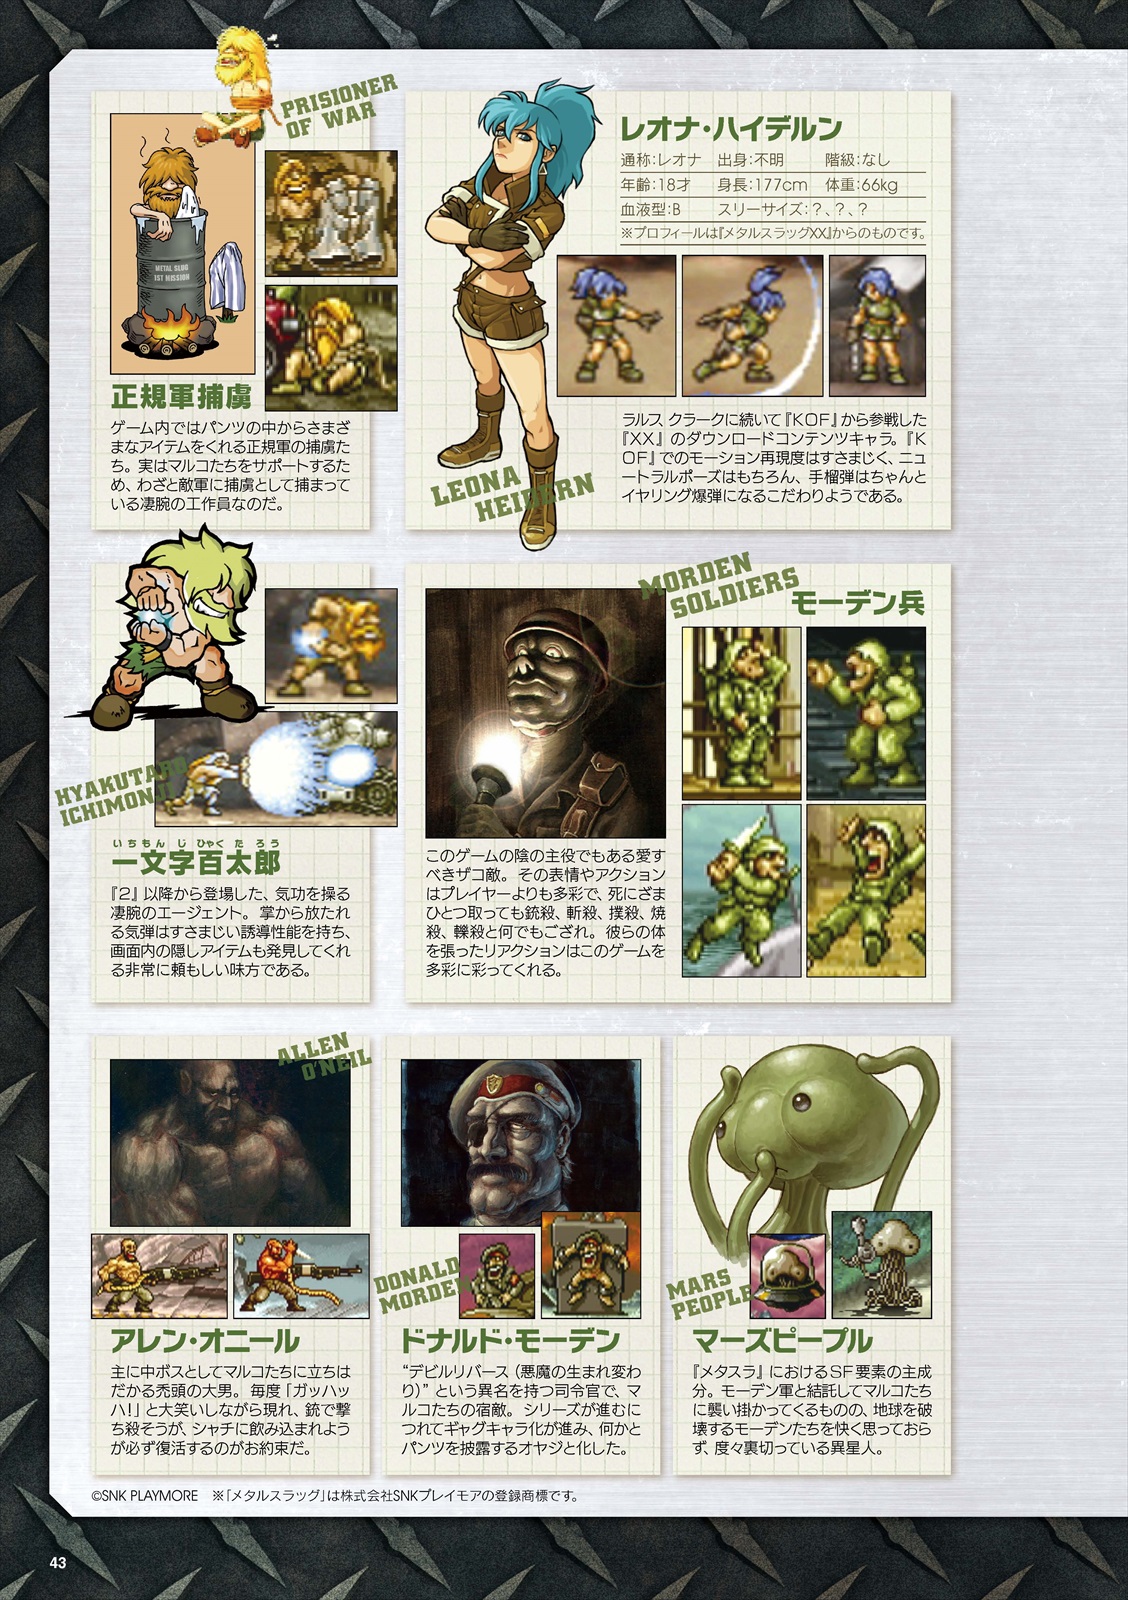 PRISIONER
OF WAR
METAL SLUG
1ST MISSION
正規軍捕虜
ゲーム内ではパンツの中からさまざ
まなアイテムをくれる正規軍の捕虜た
ち。実はマルコたちをサポートするた
め、わざと敵軍に捕虜として捕まって
いる凄腕の工作員なのだ。
レオナ・ハイデルン
通称:レオナ 出身:不明 階級:なし
年齢:18才 身長:177cm 体重:66kg
血液型:B スリーサイズ:?、?、?
※プロフィールは『メタルスラッグXX』からのものです。
ラルス クラークに続いて『KOF』から参戦した
『XX』のダウンロードコンテンツキャラ。『K
OF』でのモーション再現度はすさまじく、ニュ
ートラルポーズはもちろん、手榴弾はちゃんと
イヤリング爆弾になるこだわりようである。
LEONA
HEIDERN
HYAKUTARO
ICHIMONJI
いちもんじ ひゃくたろう
一文字百太郎
『2』以降から登場した、気功を操る
凄腕のエージェント。掌から放たれ
る気弾はすさまじい誘導性能を持ち、
画面内の隠しアイテムも発見してくれ
る非常に頼もしい味方である。
MORDEN
SOLDIERS
モーデン兵
このゲームの陰の主役でもある愛す
べきザコ敵。その表情やアクション
はプレイヤーよりも多彩で、死にざま
ひとつ取っても銃殺、斬殺、撲殺、焼
殺、轢殺と何でもござれ。彼らの体
を張ったリアクションはこのゲームを
多彩に彩ってくれる。
ALLEN
O'NEIL
アレン・オニール
主に中ボスとしてマルコたちに立ちは
だかる禿頭の大男。毎度「ガッハッ
ハ!」と大笑いしながら現れ、銃で撃
ち殺そうが、シャチに飲み込まれよう
が必ず復活するのがお約束だ。
DONALD
MORDEN
ドナルド・モーデン
“デビルリバース(悪魔の生まれ変わ
り)”という異名を持つ司令官で、マ
ルコたちの宿敵。シリーズが進むに
つれてギャグキャラ化が進み、何かと
パンツを披露するオヤジと化した。
MARS
PEOPLE
マーズピープル
『メタスラ』におけるSF要素の主成
分。モーデン軍と結託してマルコたち
に襲い掛かってくるものの、地球を破
壊するモーデンたちを快く思っておら
ず、度々裏切っている異星人。
©SNK PLAYMORE ※「メタルスラッグ」は株式会社SNKプレイモアの登録商標です。
43